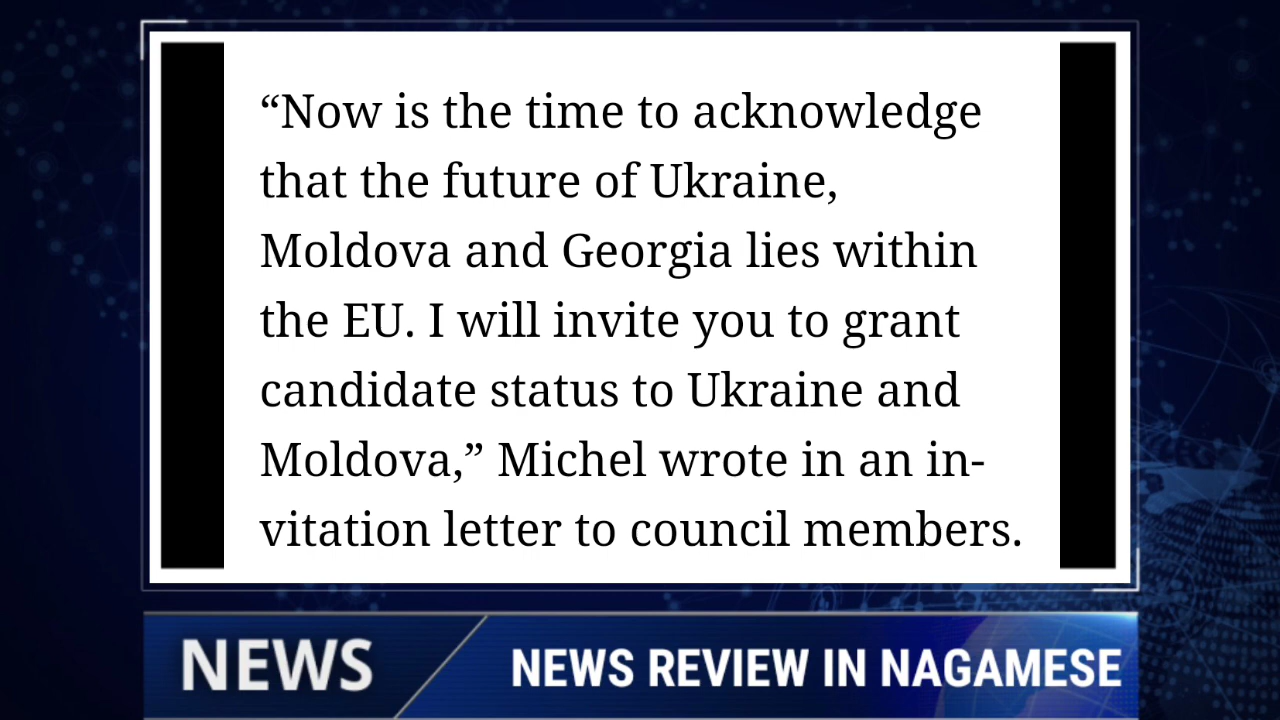 “Now is the time to acknowledge
that the future of Ukraine,
Moldova and Georgia lies within
the EU. I will invite you to grant
candidate status to Ukraine and
Moldova,” Michel wrote in an in-
vitation letter to council members.
NEWS
NEWS REVIEW IN NAGAMESE